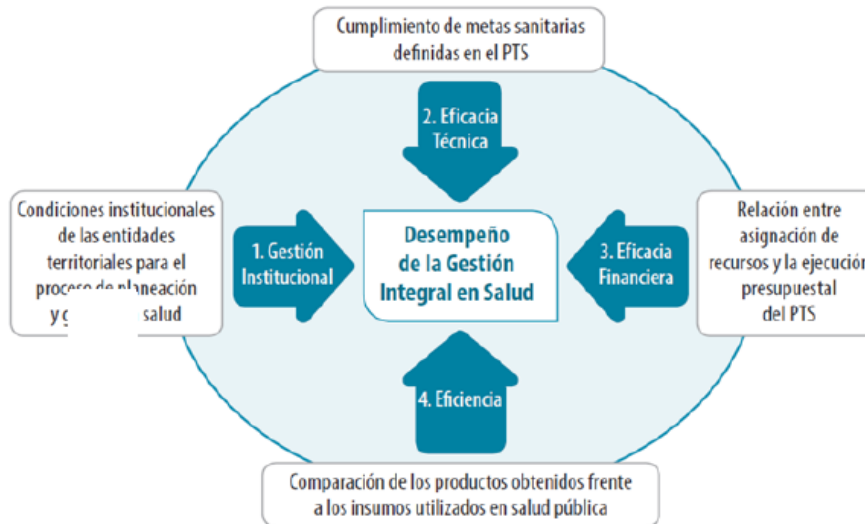 Cumplimiento de metas sanitarias
definidas en el PTS
2. Eficacia
Técnica
Condiciones institucionales
de las entidades
territoriales para el
proceso de planeación
y g salud
1. Gestión
Institucional
Desempeño
de la Gestión
Integral en Salud
3. Eficacia
Financiera
Relación entre
asignación de
recursos y la ejecución
presupuestal
del PTS
4. Eficiencia
Comparación de los productos obtenidos frente
a los insumos utilizados en salud pública